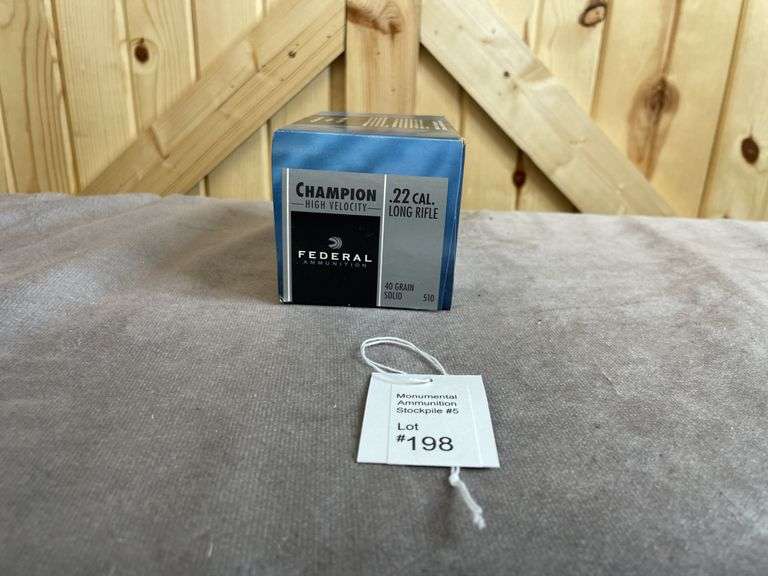 CHAMPION
HIGH VELOCITY
.22 CAL.
LONG RIFLE
FEDERAL
AMMUNITION
40 GRAIN
SOLID
510
Monumental
Ammunition
Stockpile #5
Lot
#198